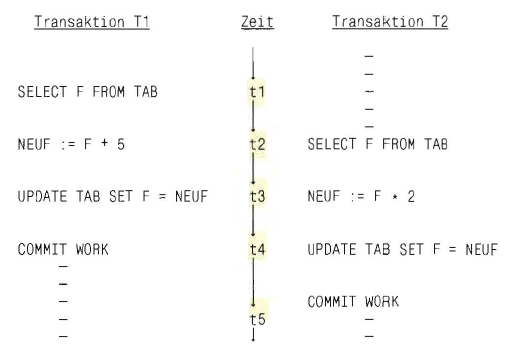 Transaktion T1 Zeit Transaktion T2
SELECT F FROM TAB t1
NEUF := F + 5 t2 SELECT F FROM TAB
UPDATE TAB SET F = NEUF t3 NEUF := F * 2
COMMIT WORK t4 UPDATE TAB SET F = NEUF
COMMIT WORK
t5